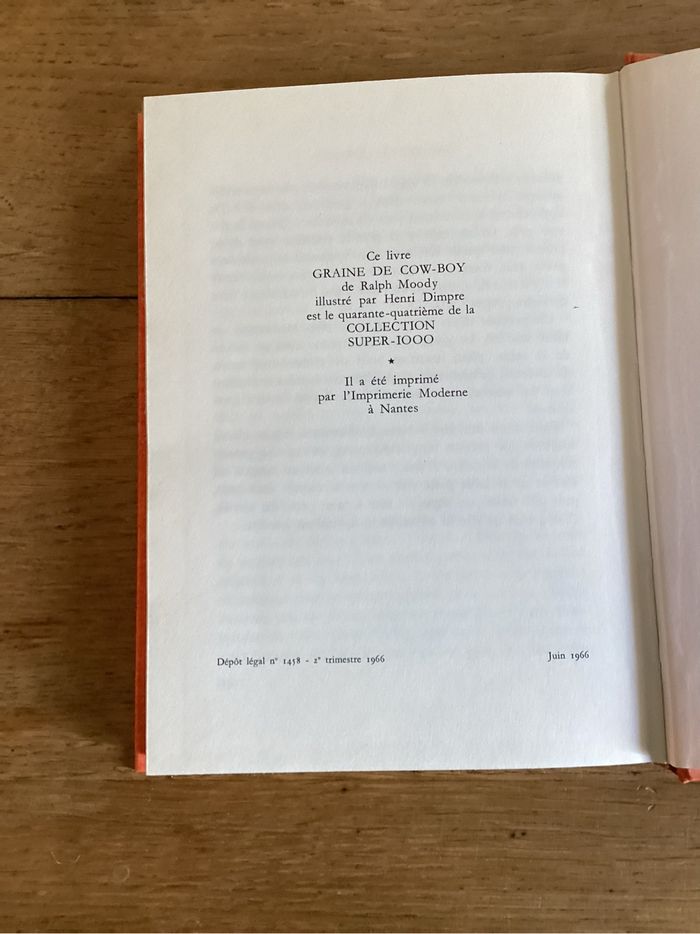 Ce livre
GRAINE DE COW-BOY
de Ralph Moody
illustré par Henri Dimpre
est le quarante-quatrième de la
COLLECTION
SUPER-1000
★
Il a été imprimé
par l'Imprimerie Moderne
à Nantes
Dépôt légal n° 1458 - 2e trimestre 1966
Juin 1966